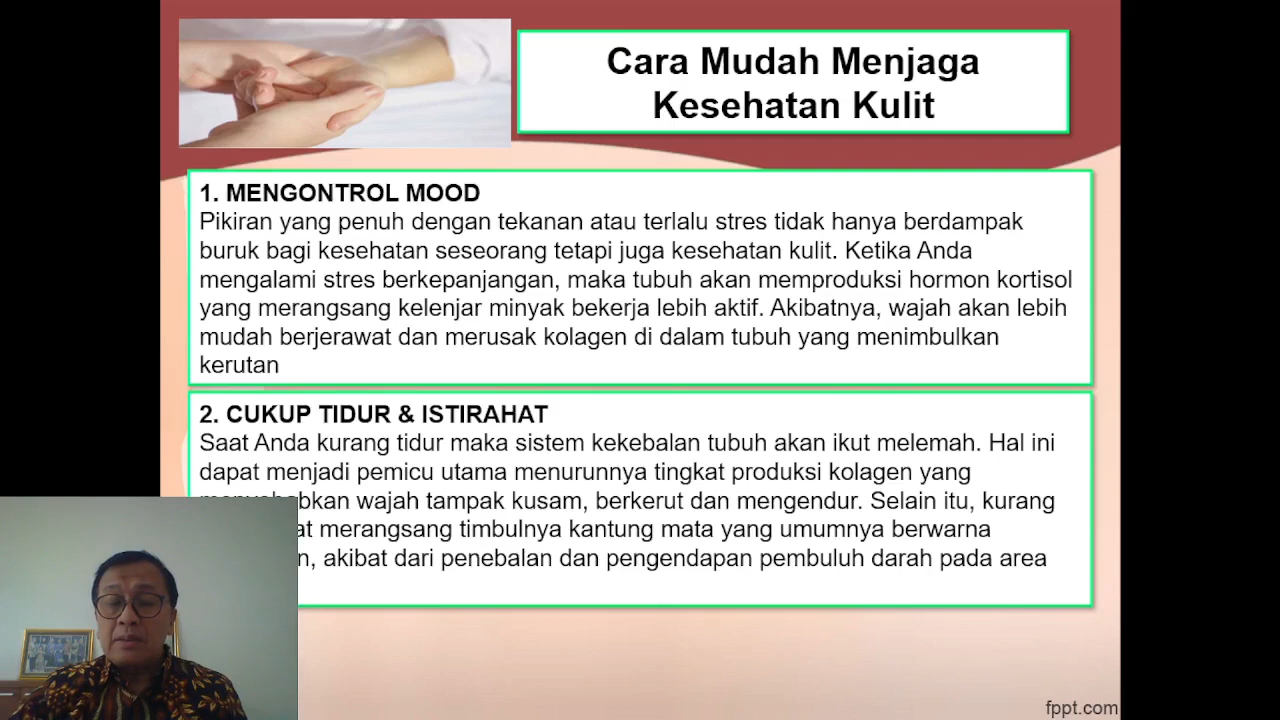 Cara Mudah Menjaga
Kesehatan Kulit
1. MENGONTROL MOOD
Pikiran yang penuh dengan tekanan atau terlalu stres tidak hanya berdampak
buruk bagi kesehatan seseorang tetapi juga kesehatan kulit. Ketika Anda
mengalami stres berkepanjangan, maka tubuh akan memproduksi hormon kortisol
yang merangsang kelenjar minyak bekerja lebih aktif. Akibatnya, wajah akan lebih
mudah berjerawat dan merusak kolagen di dalam tubuh yang menimbulkan
kerutan
2. CUKUP TIDUR & ISTIRAHAT
Saat Anda kurang tidur maka sistem kekebalan tubuh akan ikut melemah. Hal ini
dapat menjadi pemicu utama menurunnya tingkat produksi kolagen yang
wajah tampak kusam, berkerut dan mengendur. Selain itu, kurang
merangsang timbulnya kantung mata yang umumnya berwarna
akibat dari penebalan dan pengendapan pembuluh darah pada area
fppt.com